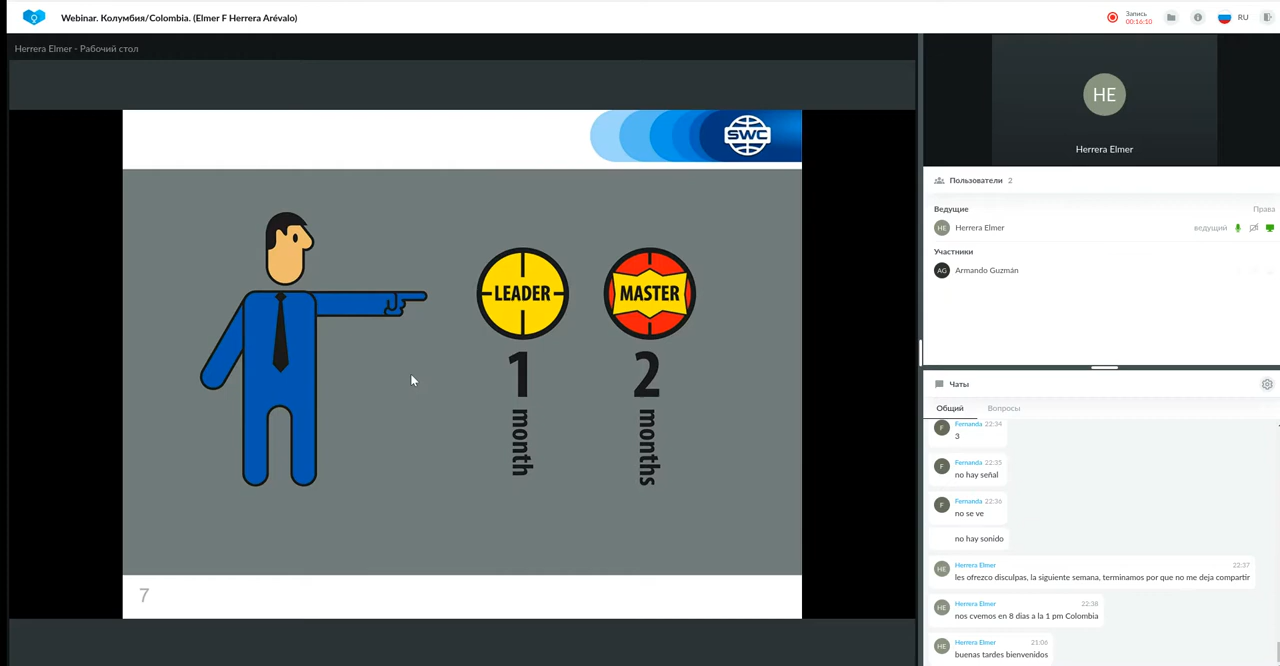 Webinar. Колумбия/Colombia. (Elmer F Herrera Arévalo)
Запись
00:16:10
RU
Herrera Elmer - Рабочий стол
SWC
LEADER
MASTER
1
2
month
months
7
HE
Herrera Elmer
Пользователи 2
Ведущие
Права
HE
Herrera Elmer
ведущий
Участники
AG
Armando Guzmán
Чаты
Общий
Вопросы
F
Fernanda 22:34
3
F
Fernanda 22:35
no hay señal
F
Fernanda 22:36
no se ve
no hay sonido
HE
Herrera Elmer 22:37
les ofrezco disculpas, la siguiente semana, terminamos por que no me deja compartir
HE
Herrera Elmer 22:38
nos cvemos en 8 dias a la 1 pm Colombia
HE
Herrera Elmer 21:06
buenas tardes bienvenidos